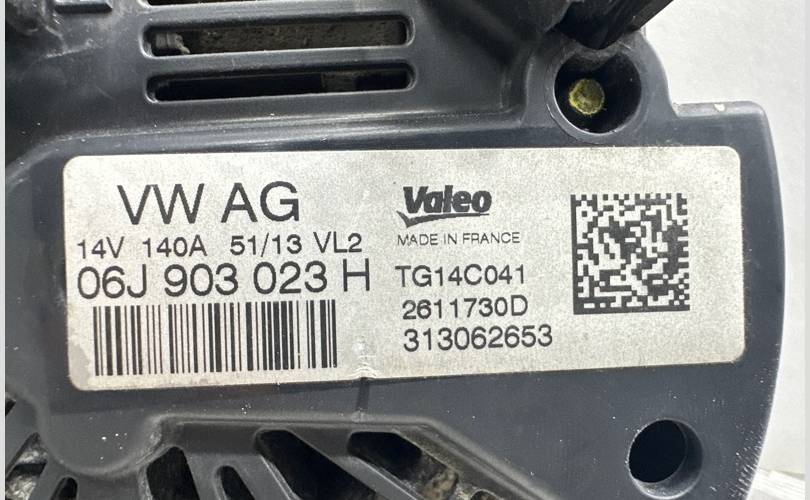 VW AG
14V 140A 51/13 VL2
06J 903 023 H
Valeo
MADE IN FRANCE
TG14C041
2611730D
313062653